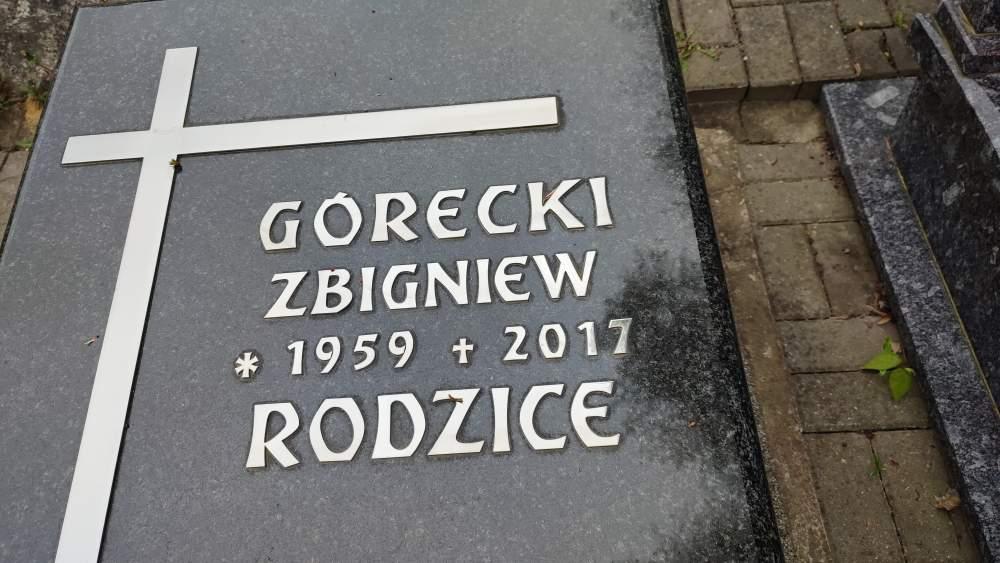 GÓRECKI
ZBIGNIEW
* 1959 ✝ 2017
RODZICE